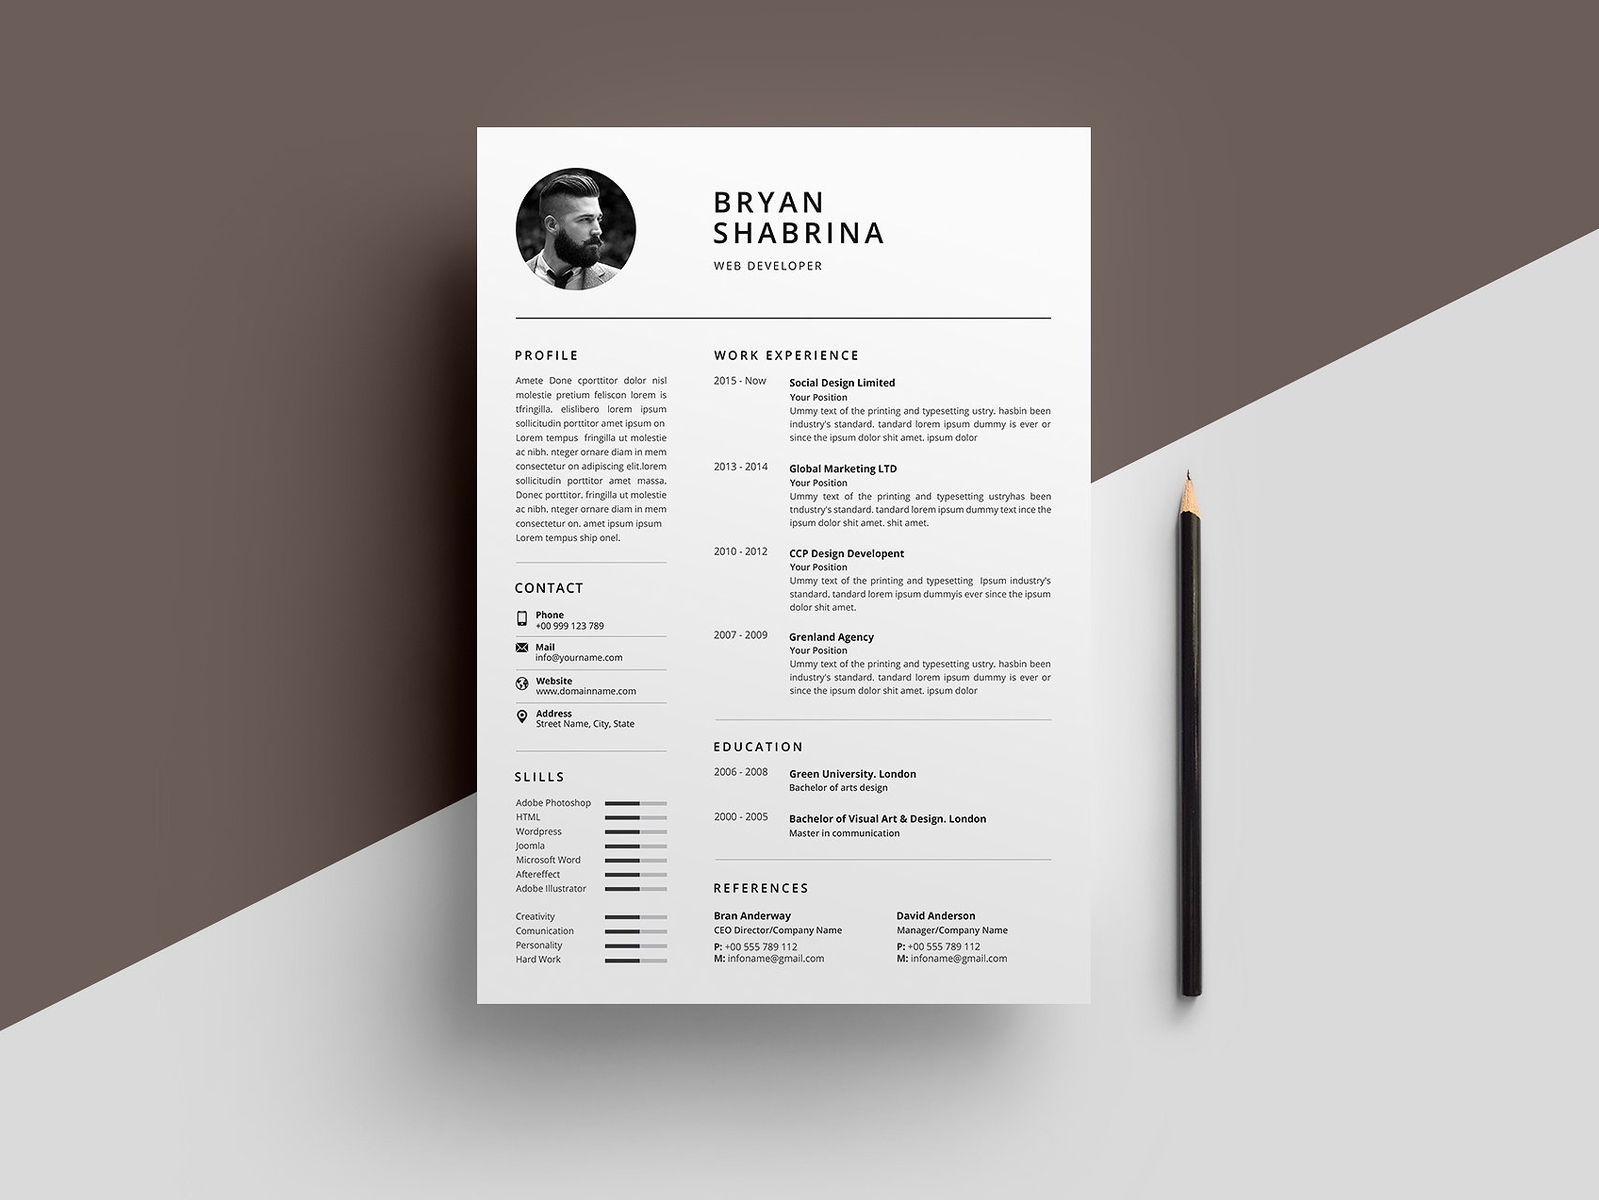 BRYAN
SHABRINA
WEB DEVELOPER
PROFILE
Amete Done cporttitor dolor nisl
molestie pretium feliscon lorem is
tfringilla. elislibero lorem ipsum
sollicitudin porttitor amet ipsum on
Lorem tempus fringilla ut molestie
ac nibh. nteger ornare diam in mem
consectetur on adipiscing elit.lorem
sollicitudin porttitor amet massa.
Donec porttitor. fringilla ut molestie
ac nibh. nteger ornare diam in mem
consectetur on. amet ipsum ipsum
Lorem tempus ship onel.
CONTACT
Phone
+00 999 123 789
Mail
info@yourname.com
Website
www.domainname.com
Address
Street Name, City, State
SLILLS
Adobe Photoshop
HTML
Wordpress
Joomla
Microsoft Word
Aftereffect
Adobe Illustrator
Creativity
Comunication
Personality
Hard Work
WORK EXPERIENCE
2015 - Now
Social Design Limited
Your Position
Ummy text of the printing and typesetting ustry. hasbin been
industry's standard. tandard lorem ipsum dummy is ever or
since the ipsum dolor shit amet. ipsum dolor
2013 - 2014
Global Marketing LTD
Your Position
Ummy text of the printing and typesetting ustryhas been
tndustry's standard. tandard lorem ipsum dummy text ince the
ipsum dolor shit amet. shit amet.
2010 - 2012
CCP Design Developent
Your Position
Ummy text of the printing and typesetting Ipsum industry's
standard. tandard lorem ipsum dummyis ever since the ipsum
dolor shit amet.
2007 - 2009
Grenland Agency
Your Position
Ummy text of the printing and typesetting ustry. hasbin been
industry's standard. tandard lorem ipsum dummy is ever or
since the ipsum dolor shit amet. ipsum dolor
EDUCATION
2006 - 2008
Green University. London
Bachelor of arts design
2000 - 2005
Bachelor of Visual Art & Design. London
Master in communication
REFERENCES
Bran Anderway
CEO Director/Company Name
P: +00 555 789 112
M: infoname@gmail.com
David Anderson
Manager/Company Name
P: +00 555 789 112
M: infoname@gmail.com